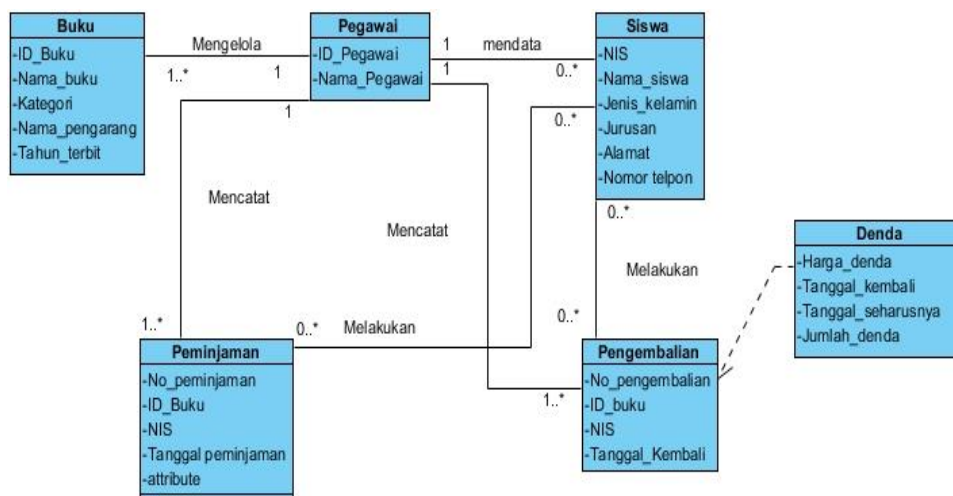 Buku
-ID_Buku
-Nama_buku
-Kategori
-Nama_pengarang
-Tahun_terbit
Mengelola
1..*
1
Pegawai
-ID_Pegawai
-Nama_Pegawai
1
mendata
0..*
1
1
0..*
Siswa
-NIS
-Nama_siswa
-Jenis_kelamin
-Jurusan
-Alamat
-Nomor telpon
Mencatat
Mencatat
0..*
Melakukan
0..*
1..*
0..*
Melakukan
1..*
Peminjaman
-No_peminjaman
-ID_Buku
-NIS
-Tanggal peminjaman
-attribute
Pengembalian
-No_pengembalian
-ID_buku
-NIS
-Tanggal_Kembali
Denda
-Harga_denda
-Tanggal_kembali
-Tanggal_seharusnya
-Jumlah_denda